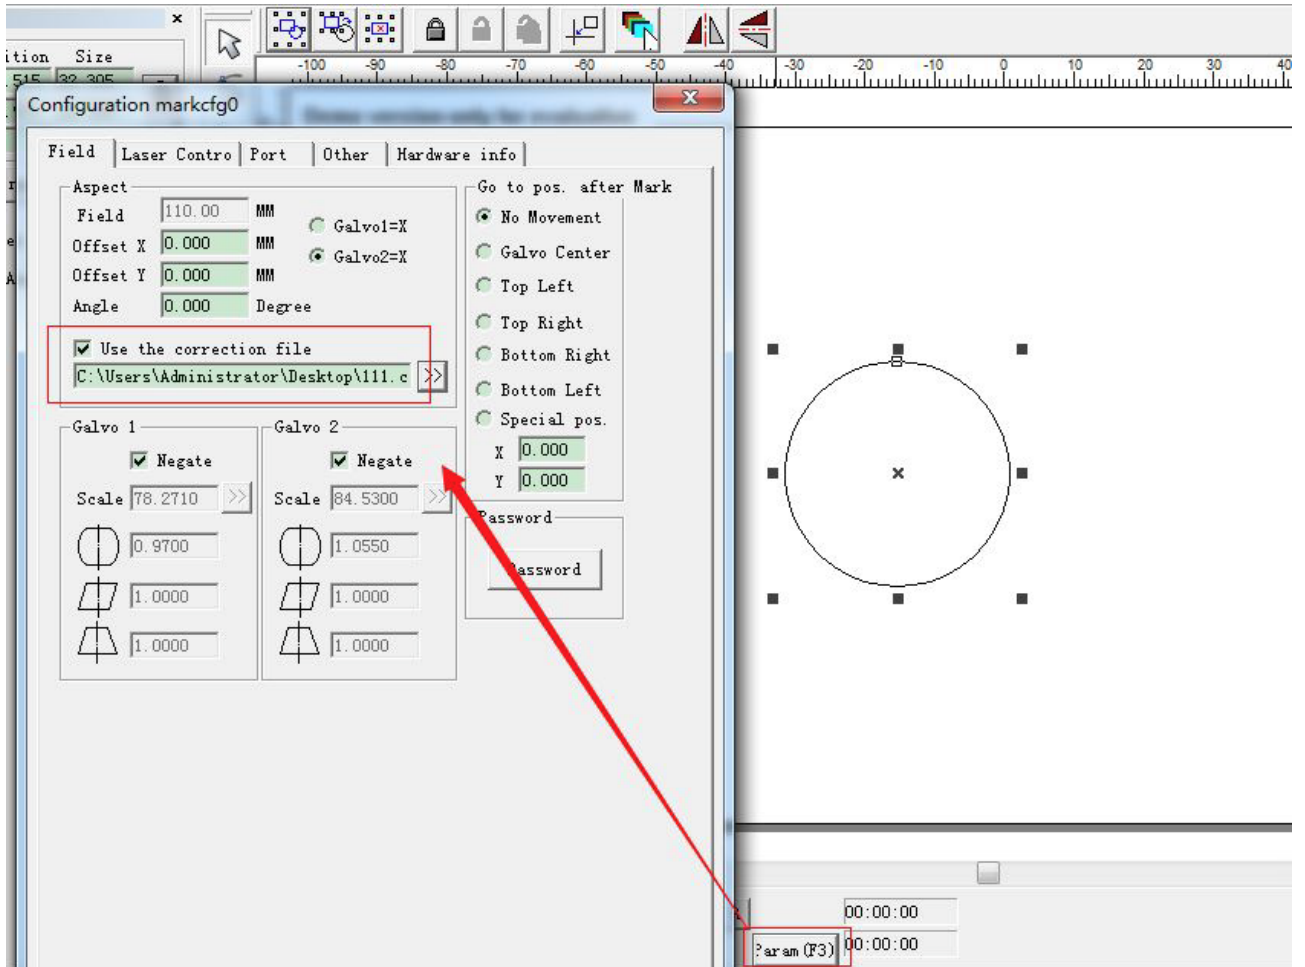 ition Size
.515 32.305
-100 -90 -80 -70 -60 -50 -40 -30 -20 -10 0 10 20 30 40
Configuration markcfg0
Field Laser Contro Port Other Hardware info
Aspect
Field 110.00 MM
Offset X 0.000 MM
Offset Y 0.000 MM
Angle 0.000 Degree
Galvo1=X
Galvo2=X
Use the correction file
C:\Users\Administrator\Desktop\111.c >>
Galvo 1
Negate
Scale 78.2710 >>
0.9700
1.0000
1.0000
Galvo 2
Negate
Scale 84.5300 >>
1.0550
1.0000
1.0000
Go to pos. after Mark
No Movement
Galvo Center
Top Left
Top Right
Bottom Right
Bottom Left
Special pos.
X 0.000
Y 0.000
Password
Password
00:00:00
Param(F3) 00:00:00